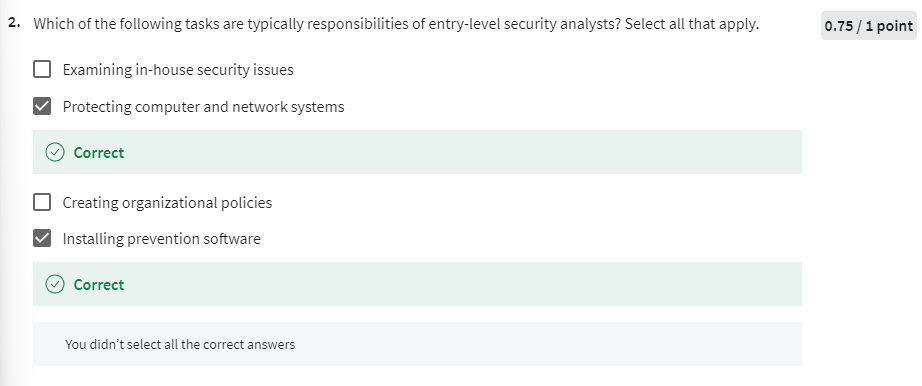 2. Which of the following tasks are typically responsibilities of entry-level security analysts? Select all that apply.
0.75 / 1 point
Examining in-house security issues
Protecting computer and network systems
Correct
Creating organizational policies
Installing prevention software
Correct
You didn't select all the correct answers